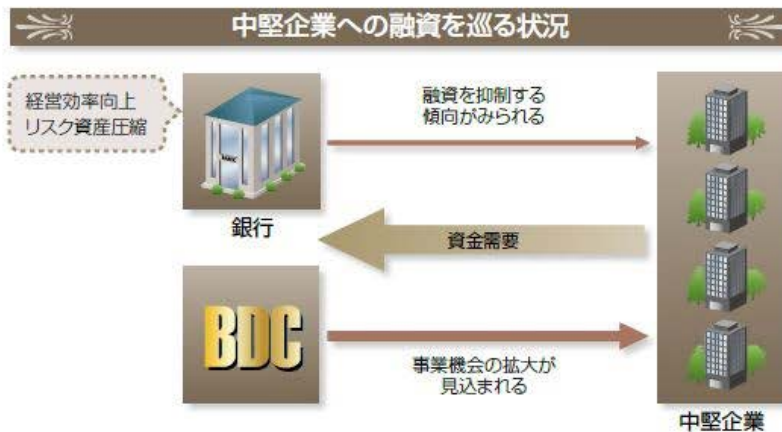 中堅企業への融資を巡る状況
経営効率向上
リスク資産圧縮
融資を抑制する
傾向がみられる
銀行
資金需要
BDC
事業機会の拡大が
見込まれる
中堅企業